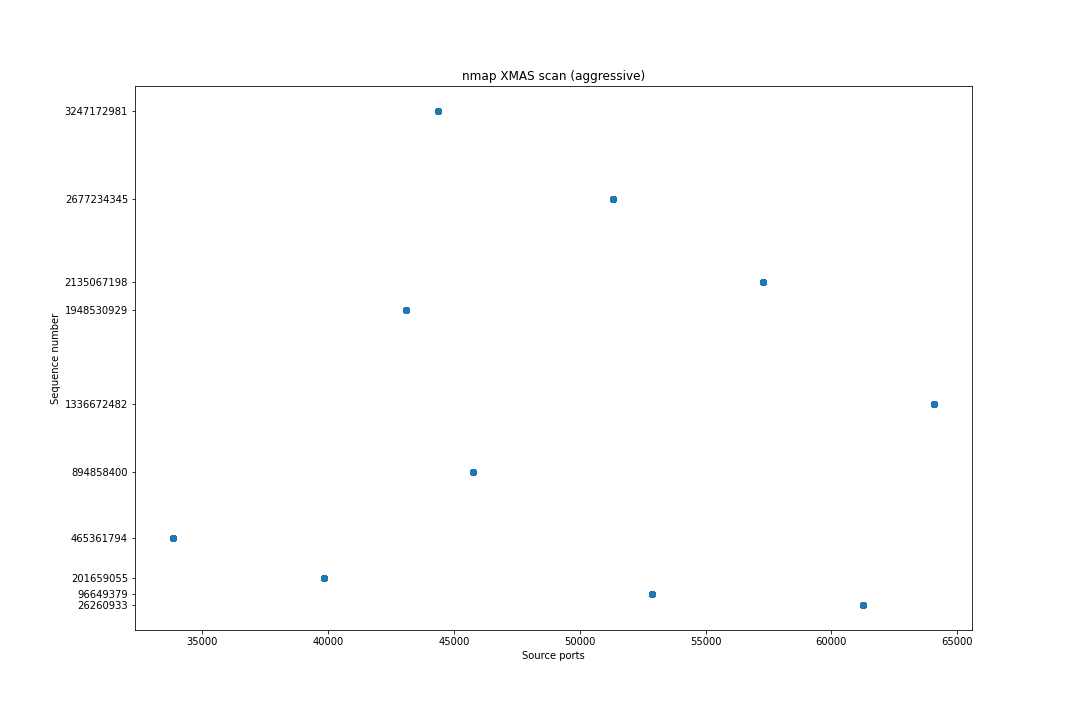 nmap XMAS scan (aggressive)
3247172981
2677234345
2135067198
1948530929
1336672482
894858400
465361794
201659055
96649379
26260933
Sequence number
35000 40000 45000 50000 55000 60000 65000
Source ports